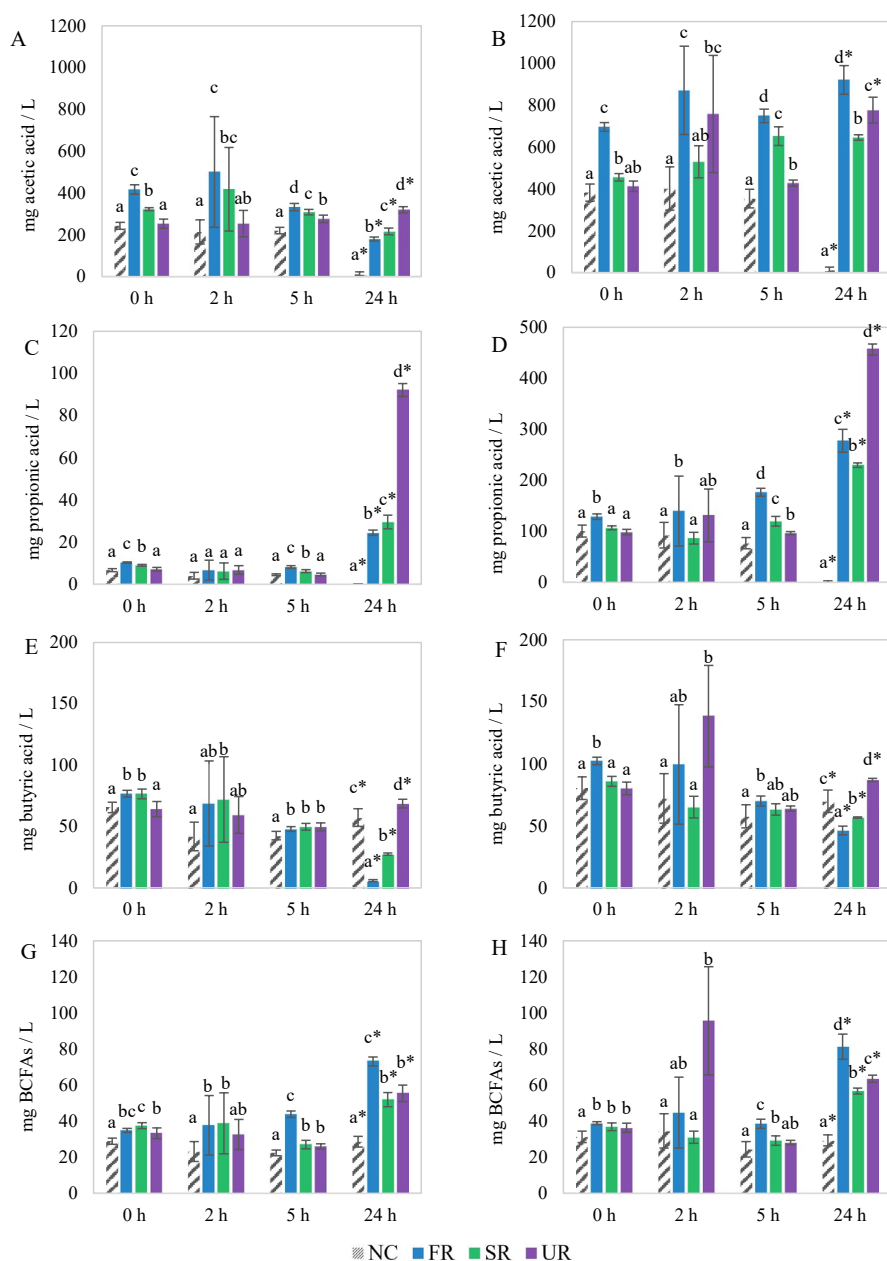 A
mg acetic acid / L
1200
1000
800
600
400
200
0
a c b a
a c bc ab
a d c b
a* b* c* d*
0 h 2 h 5 h 24 h
B
mg acetic acid / L
1200
1000
800
600
400
200
0
a c b ab
a c ab bc
a d c b
a* d* b c*
0 h 2 h 5 h 24 h
C
mg propionic acid / L
120
100
80
60
40
20
0
a c b a
a a a a
a c b a
a* b* c* d*
0 h 2 h 5 h 24 h
D
mg propionic acid / L
500
400
300
200
100
0
a b a a
a b a ab
a d c b
a* c* b* d*
0 h 2 h 5 h 24 h
E
mg butyric acid / L
200
150
100
50
0
a b b a
a ab b ab
a b b b
c* a* b* d*
0 h 2 h 5 h 24 h
F
mg butyric acid / L
200
150
100
50
0
a b a a
a ab a b
a b ab ab
c* a* b* d*
0 h 2 h 5 h 24 h
G
mg BCFAs / L
140
120
100
80
60
40
20
0
a bc c b
a b b ab
a c b b
a* c* b* b*
0 h 2 h 5 h 24 h
H
mg BCFAs / L
140
120
100
80
60
40
20
0
a b b b
a ab a b
a c b ab
a* d* b* c*
0 h 2 h 5 h 24 h
NC FR SR UR